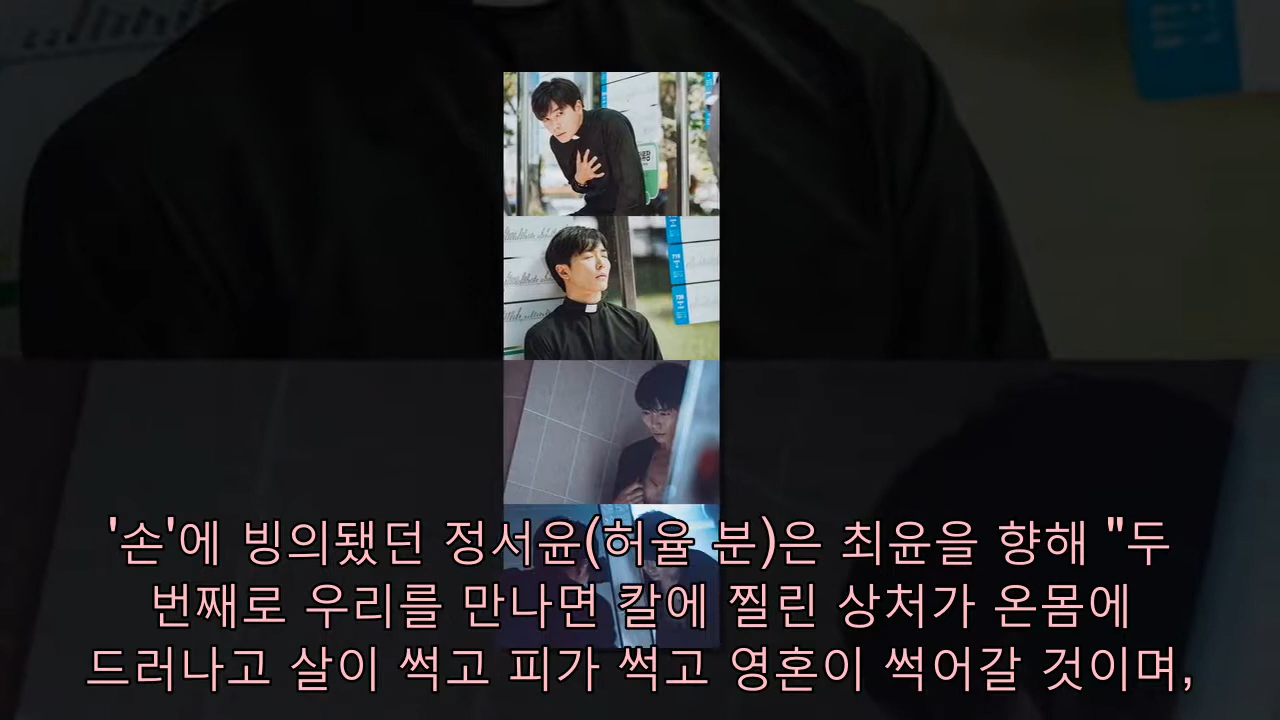 '손'에 빙의됐던 정서윤(허율 분)은 최윤을 향해 "두
번째로 우리를 만나면 칼에 찔린 상처가 온몸에
드러나고 살이 썩고 피가 썩고 영혼이 썩어갈 것이며,